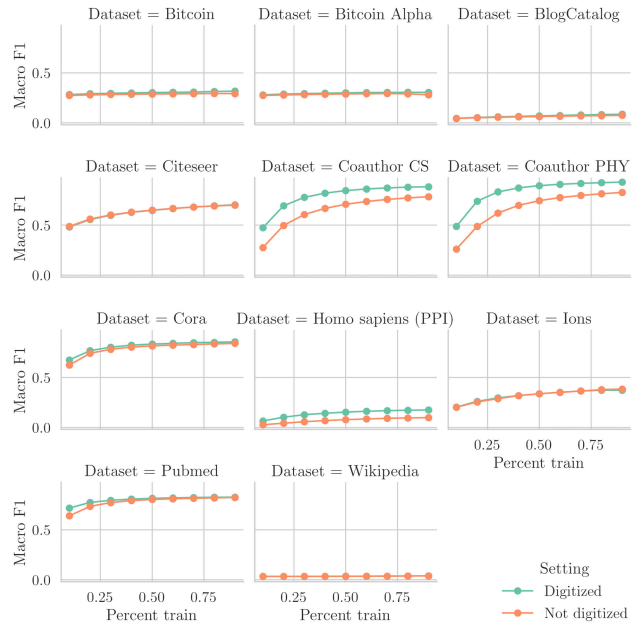 Dataset = Bitcoin
Dataset = Bitcoin Alpha
Dataset = BlogCatalog
Macro F1
0.5
0.0
Dataset = Citeseer
Dataset = Coauthor CS
Dataset = Coauthor PHY
Macro F1
0.5
0.0
Dataset = Cora
Dataset = Homo sapiens (PPI)
Dataset = Ions
Macro F1
0.5
0.0
0.25 0.50 0.75
Percent train
Dataset = Pubmed
Dataset = Wikipedia
Macro F1
0.5
0.0
0.25 0.50 0.75
Percent train
0.25 0.50 0.75
Percent train
Setting
Digitized
Not digitized